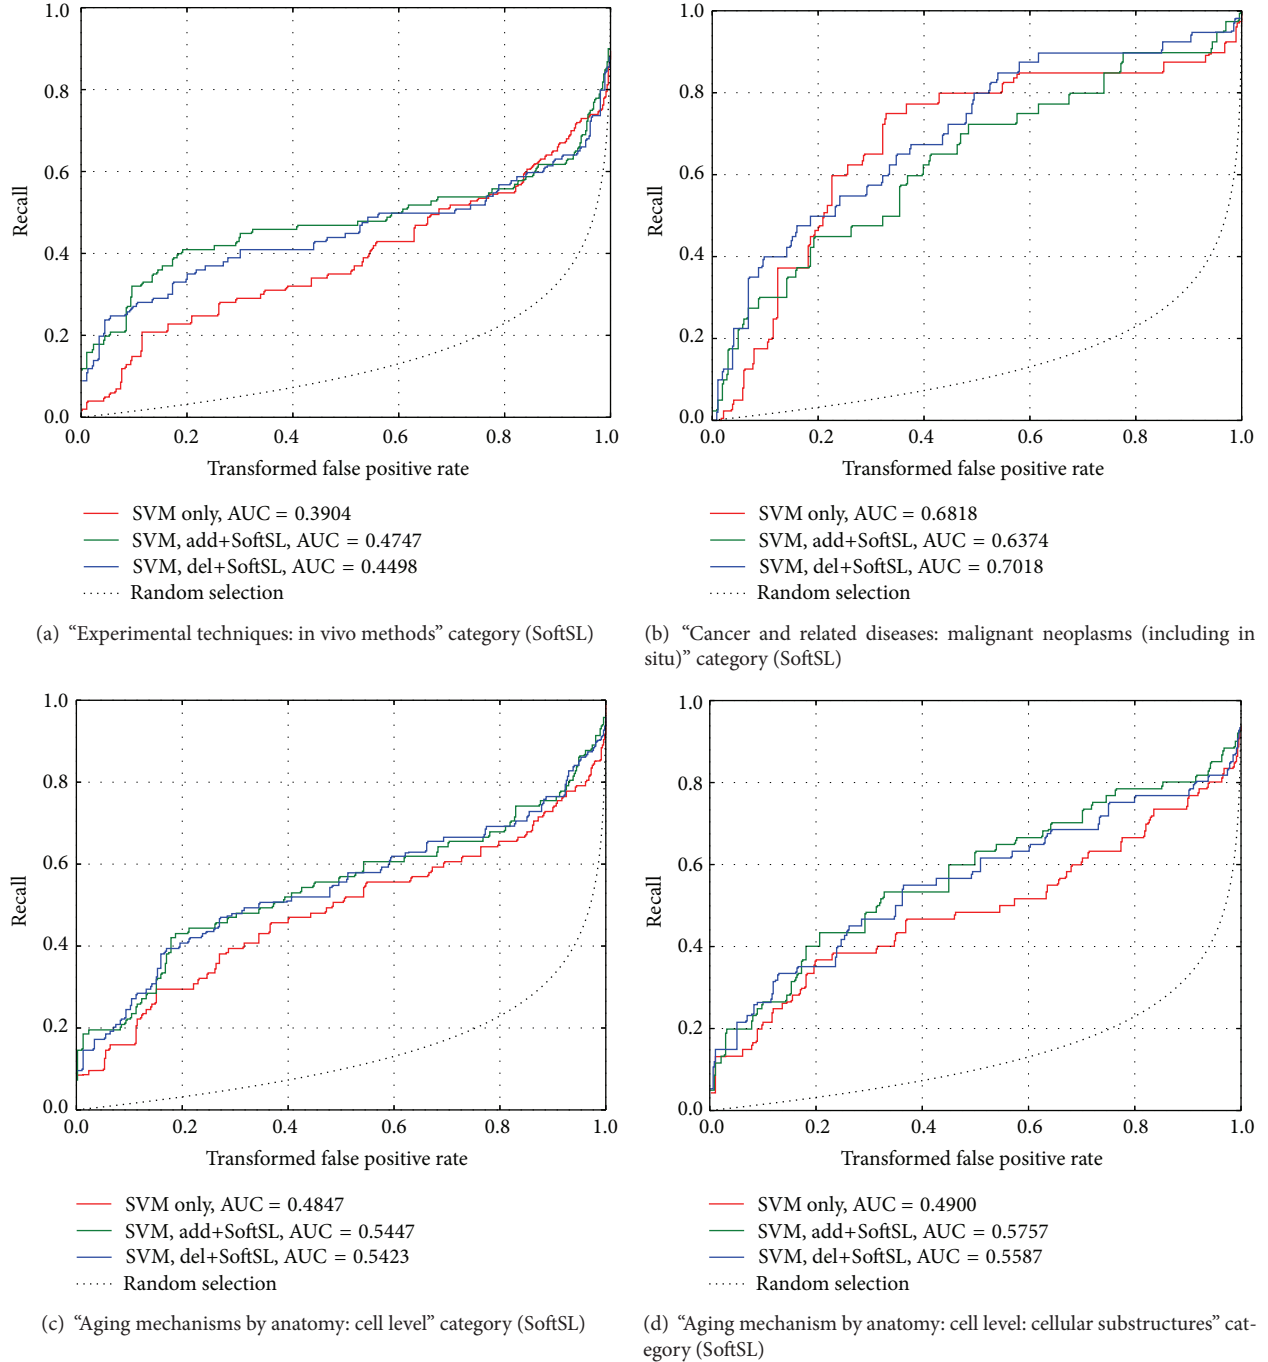 1.0
0.8
0.6
0.4
0.2
0.0
Recall
0.0 0.2 0.4 0.6 0.8 1.0
Transformed false positive rate
SVM only, AUC = 0.3904
SVM, add+SoftSL, AUC = 0.4747
SVM, del+SoftSL, AUC = 0.4498
Random selection
(a) “Experimental techniques: in vivo methods” category (SoftSL)
1.0
0.8
0.6
0.4
0.2
0.0
Recall
0.0 0.2 0.4 0.6 0.8 1.0
Transformed false positive rate
SVM only, AUC = 0.6818
SVM, add+SoftSL, AUC = 0.6374
SVM, del+SoftSL, AUC = 0.7018
Random selection
(b) “Cancer and related diseases: malignant neoplasms (including in
situ)” category (SoftSL)
1.0
0.8
0.6
0.4
0.2
0.0
Recall
0.0 0.2 0.4 0.6 0.8 1.0
Transformed false positive rate
SVM only, AUC = 0.4847
SVM, add+SoftSL, AUC = 0.5447
SVM, del+SoftSL, AUC = 0.5423
Random selection
(c) “Aging mechanisms by anatomy: cell level” category (SoftSL)
1.0
0.8
0.6
0.4
0.2
0.0
Recall
0.0 0.2 0.4 0.6 0.8 1.0
Transformed false positive rate
SVM only, AUC = 0.4900
SVM, add+SoftSL, AUC = 0.5757
SVM, del+SoftSL, AUC = 0.5587
Random selection
(d) “Aging mechanism by anatomy: cell level: cellular substructures” cat-
egory (SoftSL)